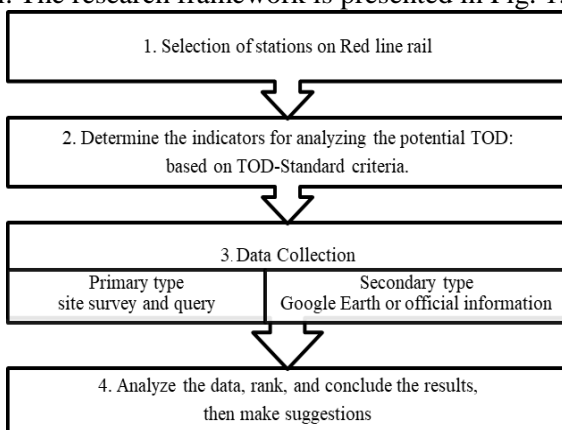 The research framework is presented in Fig. 1.
1. Selection of stations on Red line rail
2. Determine the indicators for analyzing the potential TOD:
based on TOD-Standard criteria.
3. Data Collection
Primary type
site survey and query
Secondary type
Google Earth or official information
4. Analyze the data, rank, and conclude the results,
then make suggestions